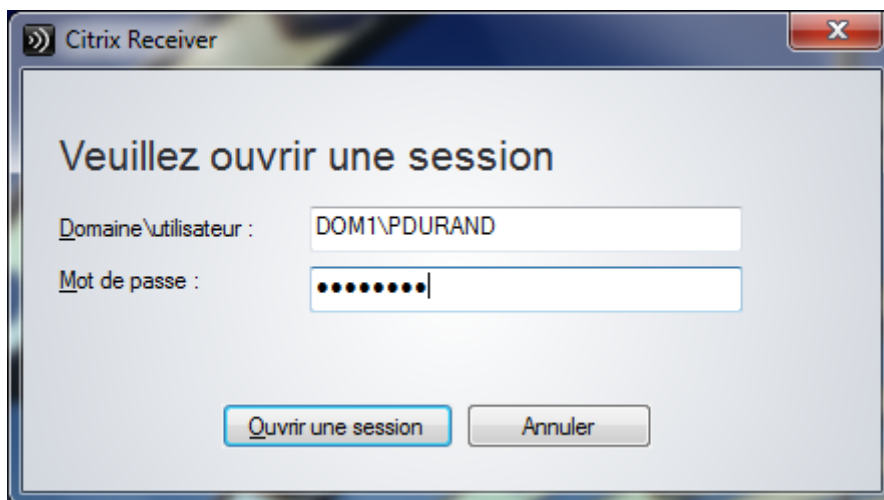 Citrix Receiver
Veuillez ouvrir une session
Domaine\utilisateur : DOM1\PDURAND
Mot de passe : ••••••••
Ouvrir une session Annuler